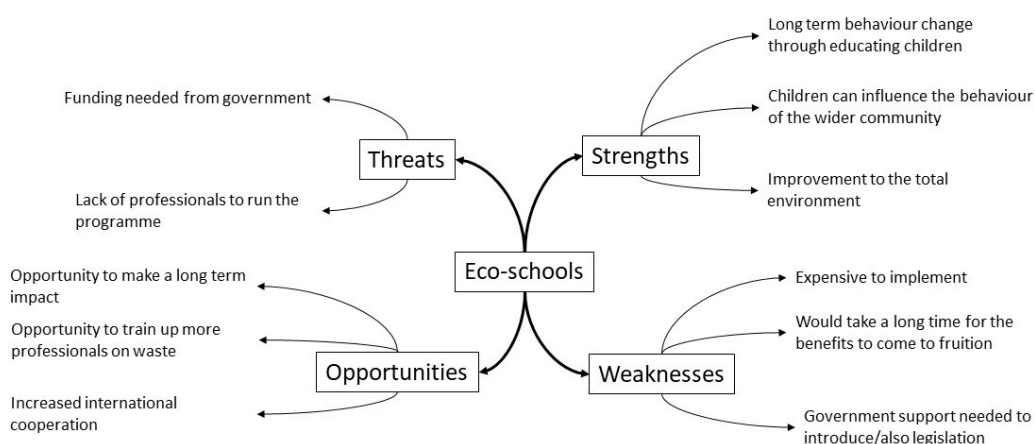 Long term behaviour change
through educating children
Funding needed from government
Children can influence the behaviour
of the wider community
Threats
Strengths
Lack of professionals to run the
programme
Improvement to the total
environment
Eco-schools
Opportunity to make a long term
impact
Expensive to implement
Opportunity to train up more
professionals on waste
Would take a long time for the
benefits to come to fruition
Opportunities
Weaknesses
Increased international
cooperation
Government support needed to
introduce/also legislation